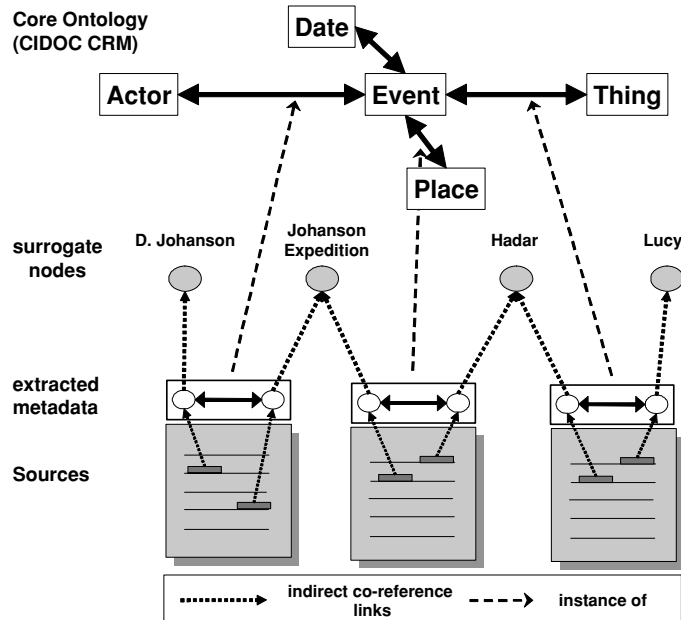 Core Ontology
(CIDOC CRM)
Date
Actor
Event
Thing
Place
surrogate
nodes
D. Johanson
Johanson
Expedition
Hadar
Lucy
extracted
metadata
Sources
indirect co-reference
links
instance of